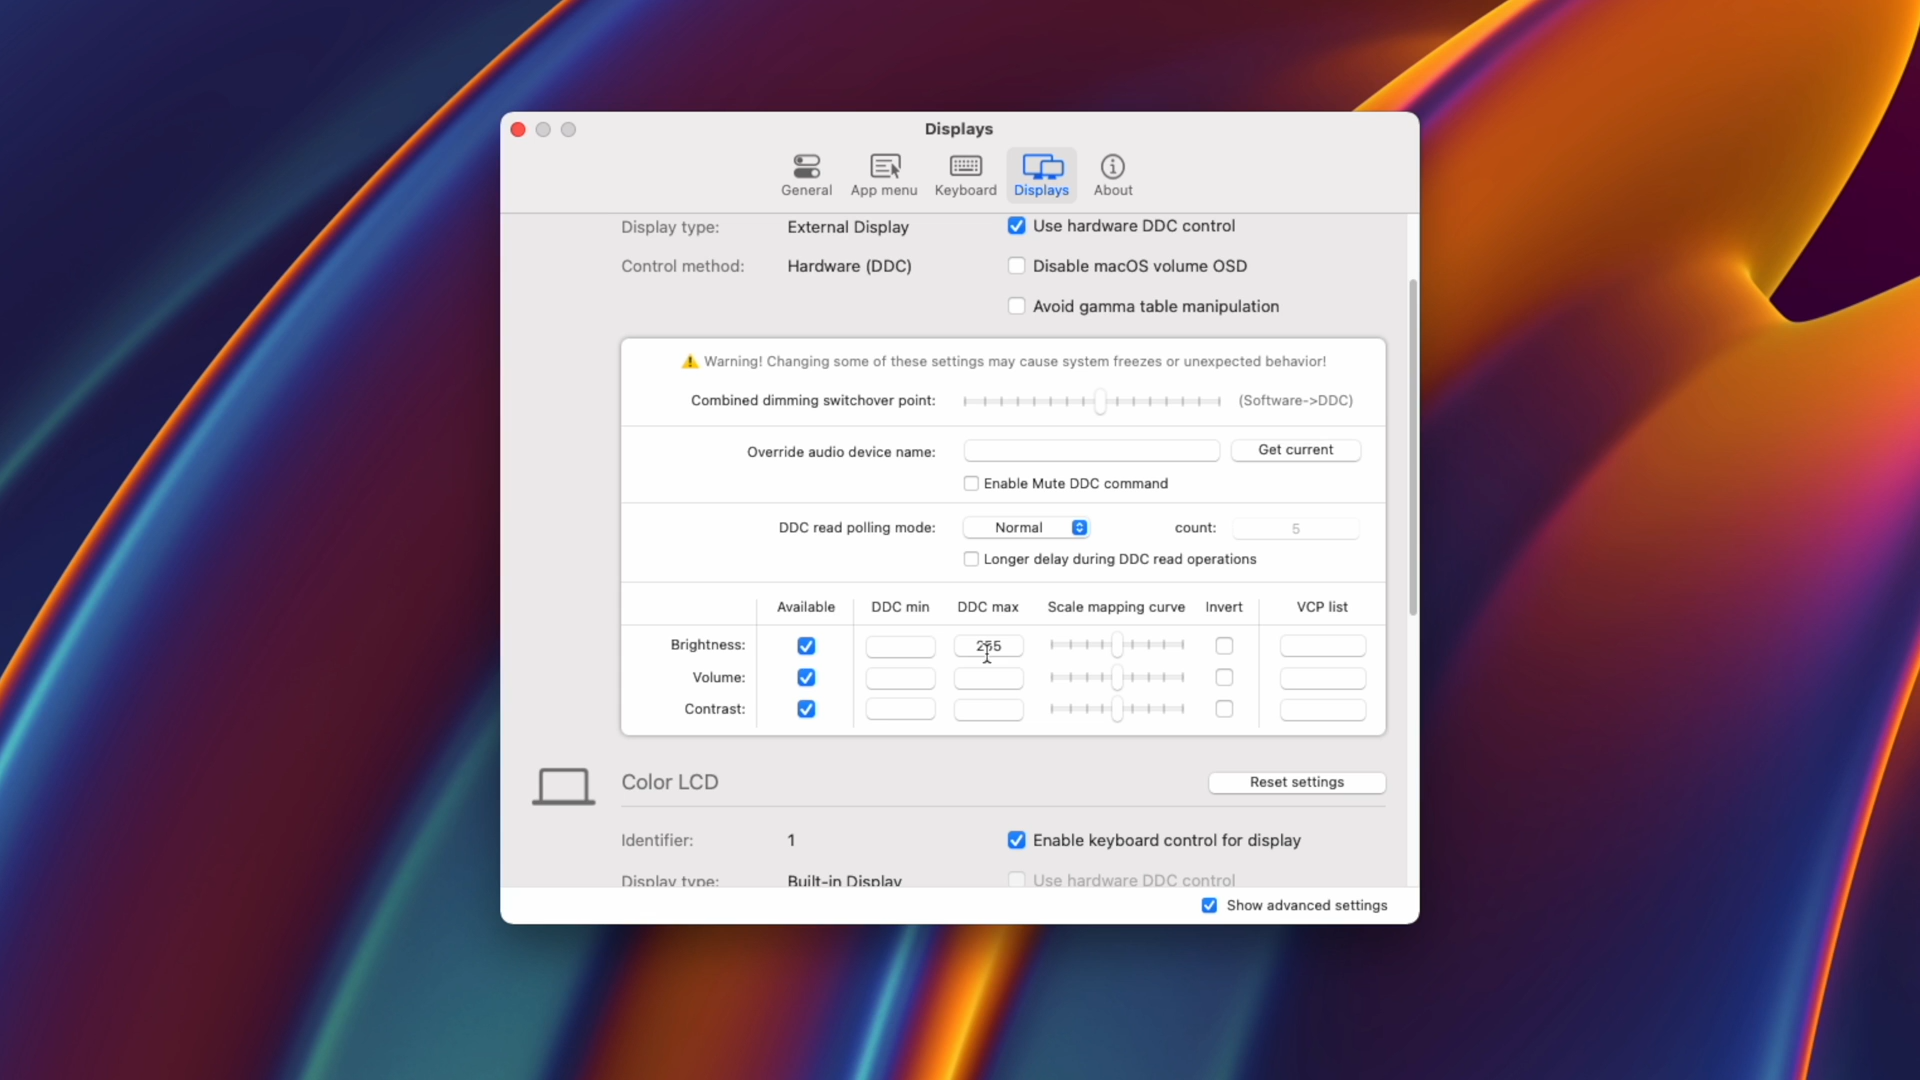 Displays
General App menu Keyboard Displays About
Display type: External Display Use hardware DDC control
Control method: Hardware (DDC) Disable macOS volume OSD
Avoid gamma table manipulation
Warning! Changing some of these settings may cause system freezes or unexpected behavior!
Combined dimming switchover point: (Software->DDC)
Override audio device name: Get current
Enable Mute DDC command
DDC read polling mode: Normal count: 5
Longer delay during DDC read operations
Available DDC min DDC max Scale mapping curve Invert VCP list
Brightness: 255
Volume:
Contrast:
Color LCD Reset settings
Identifier: 1 Enable keyboard control for display
Display type: Built-in Display Use hardware DDC control
Show advanced settings